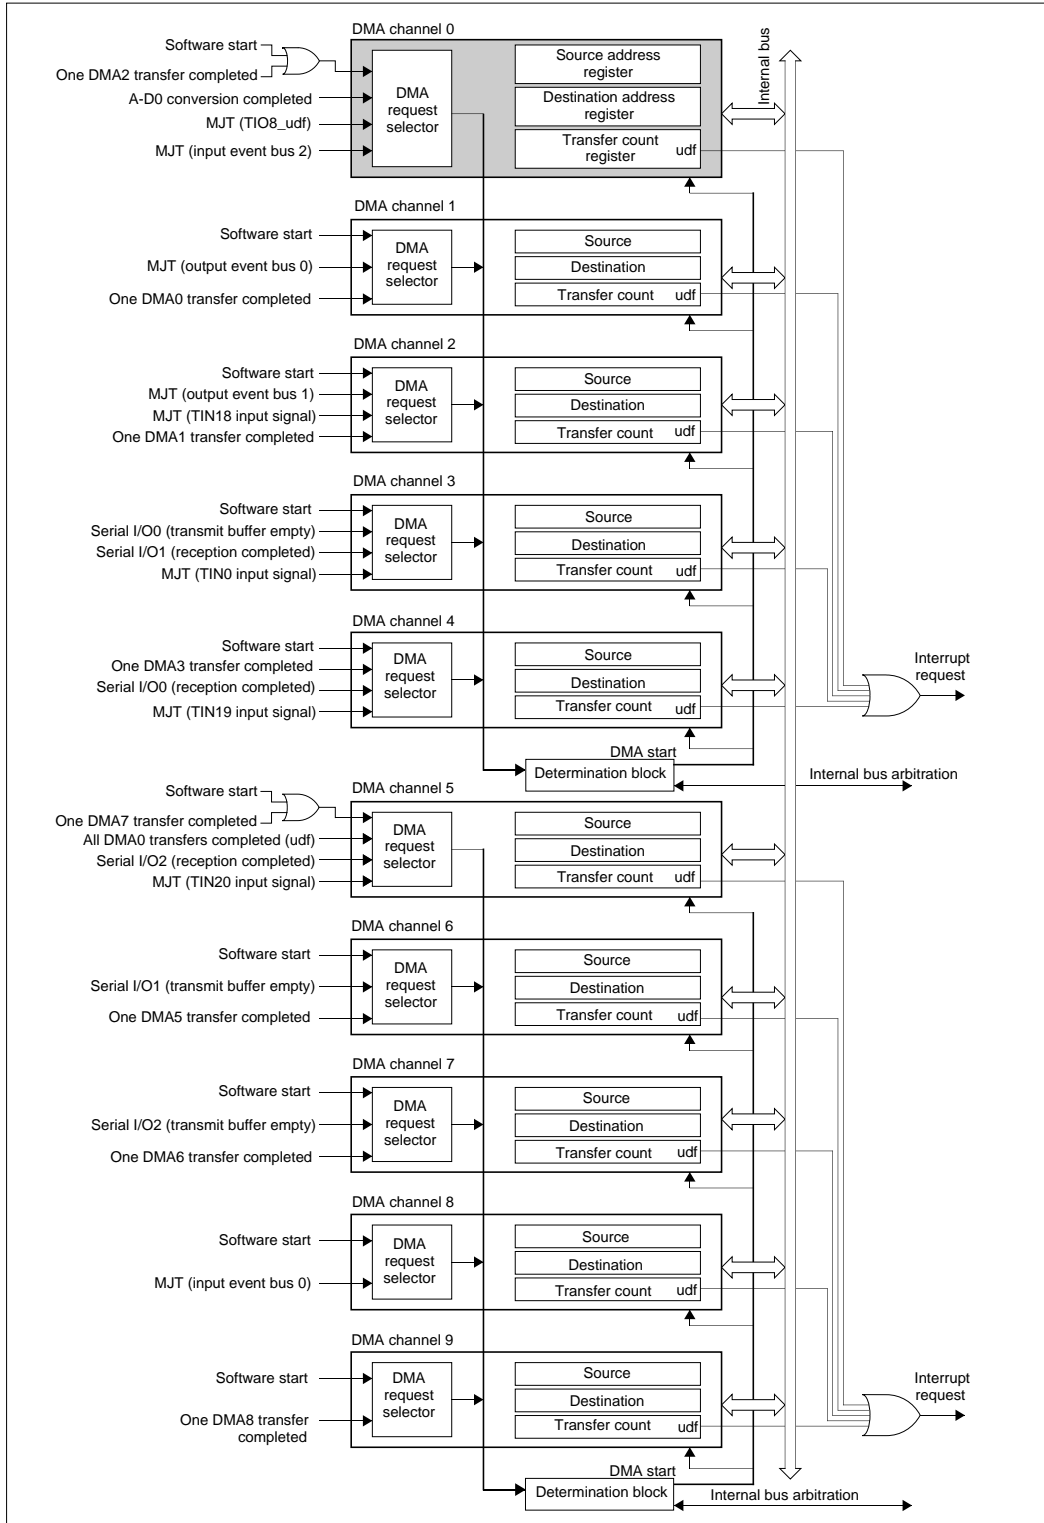 DMA channel 0
Software start
One DMA2 transfer completed
A-D0 conversion completed
MJT (TIO8_udf)
MJT (input event bus 2)
DMA
request
selector
Source address
register
Destination address
register
Transfer count
register
udf
Internal bus
DMA channel 1
Software start
MJT (output event bus 0)
One DMA0 transfer completed
DMA
request
selector
Source
Destination
Transfer count
udf
DMA channel 2
Software start
MJT (output event bus 1)
MJT (TIN18 input signal)
One DMA1 transfer completed
DMA
request
selector
Source
Destination
Transfer count
udf
DMA channel 3
Software start
Serial I/O0 (transmit buffer empty)
Serial I/O1 (reception completed)
MJT (TIN0 input signal)
DMA
request
selector
Source
Destination
Transfer count
udf
DMA channel 4
Software start
One DMA3 transfer completed
Serial I/O0 (reception completed)
MJT (TIN19 input signal)
DMA
request
selector
Source
Destination
Transfer count
udf
Interrupt
request
DMA start
Determination block
Internal bus arbitration
DMA channel 5
Software start
One DMA7 transfer completed
All DMA0 transfers completed (udf)
Serial I/O2 (reception completed)
MJT (TIN20 input signal)
DMA
request
selector
Source
Destination
Transfer count
udf
DMA channel 6
Software start
Serial I/O1 (transmit buffer empty)
One DMA5 transfer completed
DMA
request
selector
Source
Destination
Transfer count
udf
DMA channel 7
Software start
Serial I/O2 (transmit buffer empty)
One DMA6 transfer completed
DMA
request
selector
Source
Destination
Transfer count
udf
DMA channel 8
Software start
MJT (input event bus 0)
DMA
request
selector
Source
Destination
Transfer count
udf
DMA channel 9
Software start
One DMA8 transfer
completed
DMA
request
selector
Source
Destination
Transfer count
udf
Interrupt
request
DMA start
Determination block
Internal bus arbitration